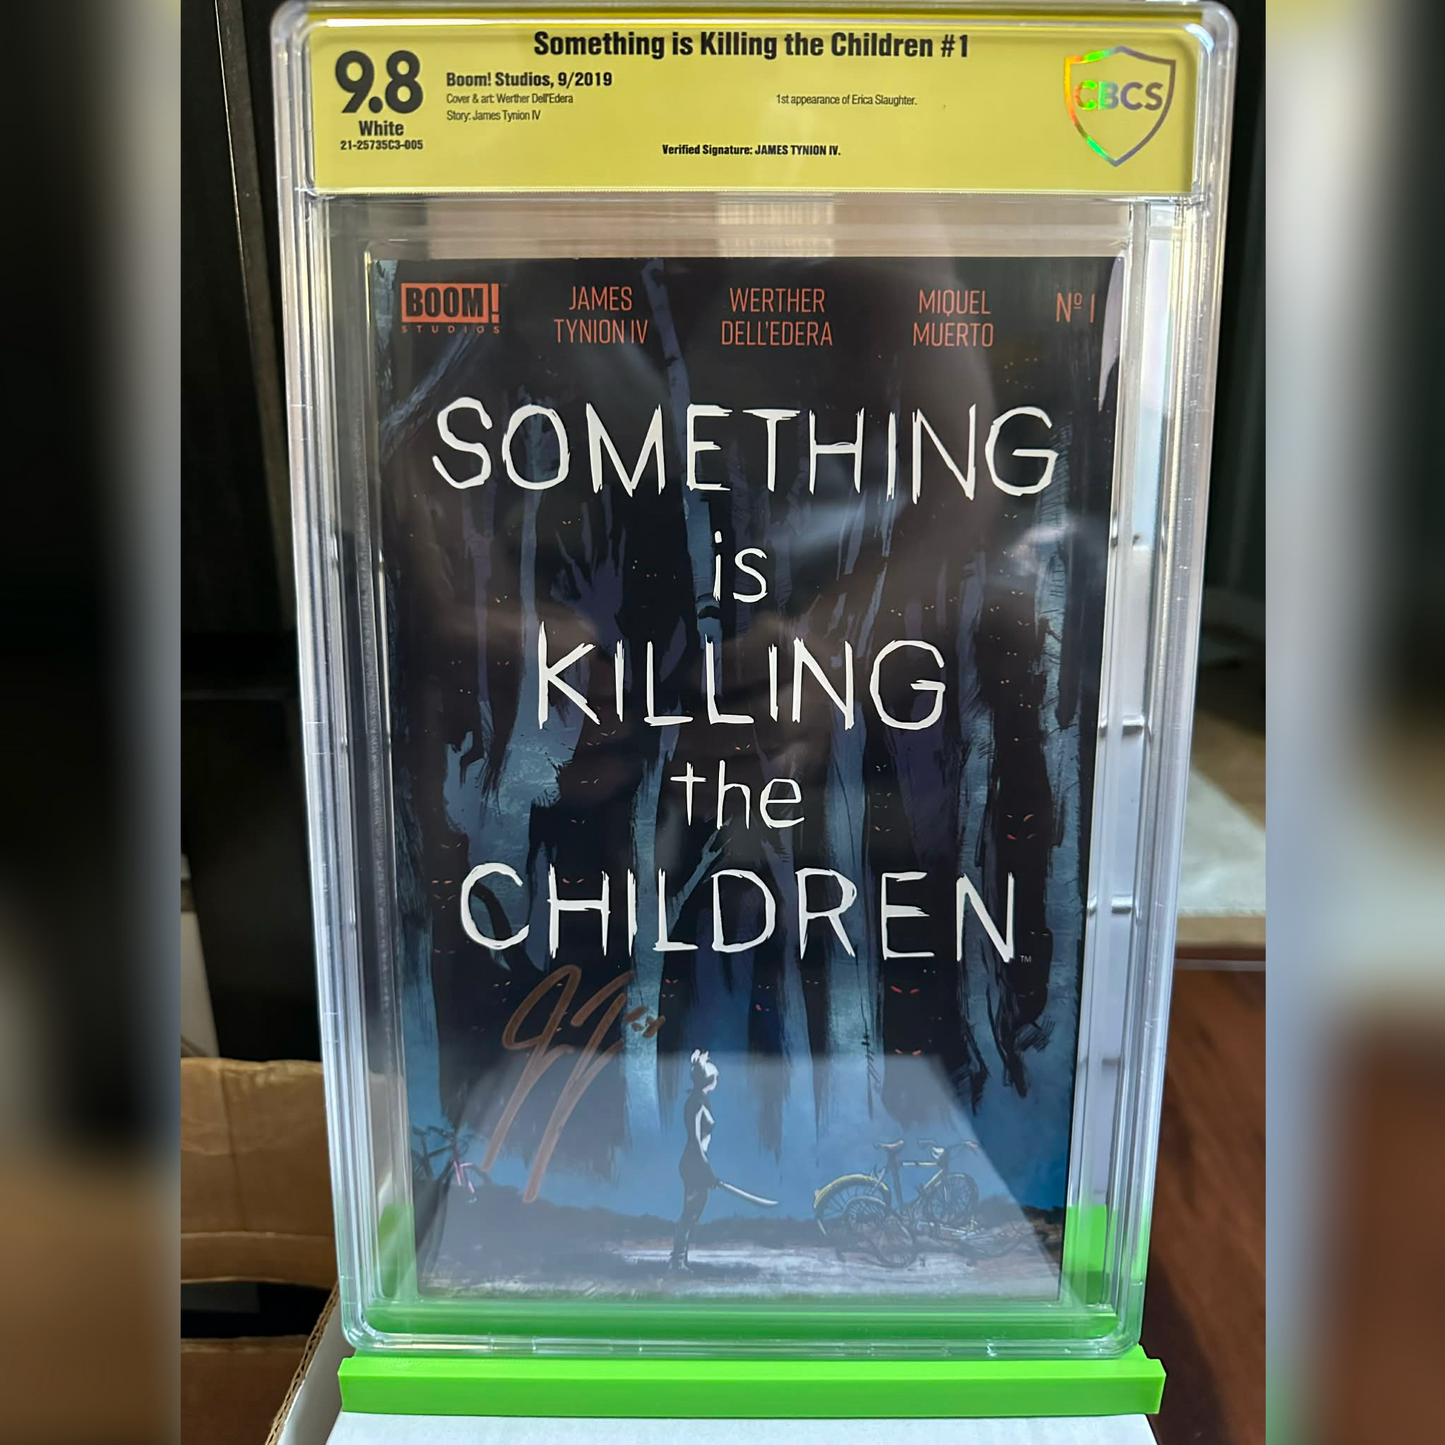 Something is Killing the Children #1
9.8
White
21-25735C3-005
Boom! Studios, 9/2019
Cover & art: Werther Dell'Edera
Story: James Tynion IV
1st appearance of Erica Slaughter.
Verified Signature: JAMES TYNION IV.
CBCS
BOOM!
STUDIOS
JAMES
TYNION IV
WERTHER
DELL'EDERA
MIQUEL
MUERTO
Nº 1
SOMETHING
is
KILLING
the
CHILDREN
TM